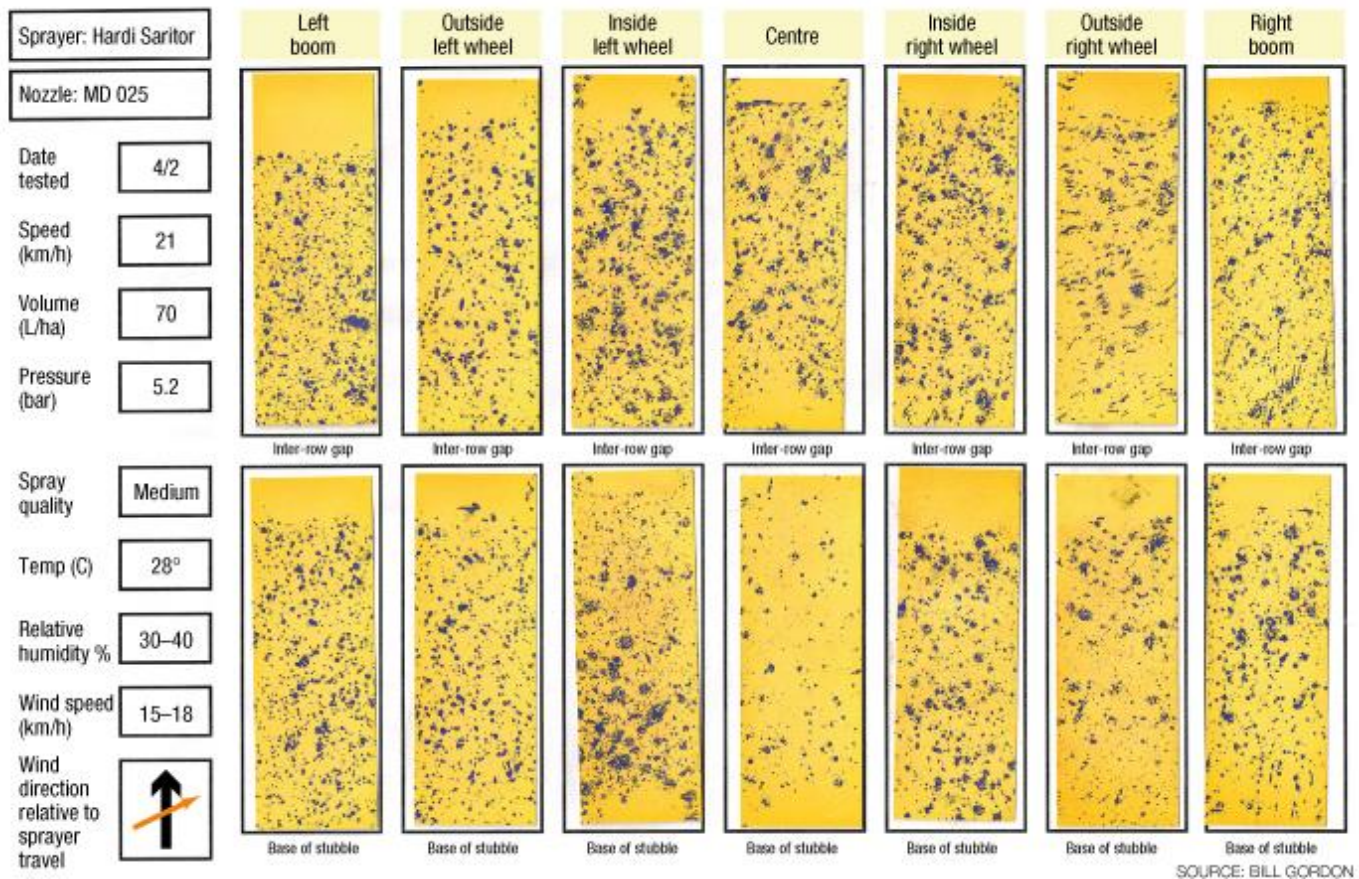 Sprayer: Hardi Saritor
Nozzle: MD 025
Date
tested
4/2
Speed
(km/h)
21
Volume
(L/ha)
70
Pressure
(bar)
5.2
Spray
quality
Medium
Temp (C)
28°
Relative
humidity %
30–40
Wind speed
(km/h)
15–18
Wind
direction
relative to
sprayer
travel
Left
boom
Outside
left wheel
Inside
left wheel
Centre
Inside
right wheel
Outside
right wheel
Right
boom
Inter-row gap
Inter-row gap
Inter-row gap
Inter-row gap
Inter-row gap
Inter-row gap
Inter-row gap
Base of stubble
Base of stubble
Base of stubble
Base of stubble
Base of stubble
Base of stubble
Base of stubble
SOURCE: BILL GORDON